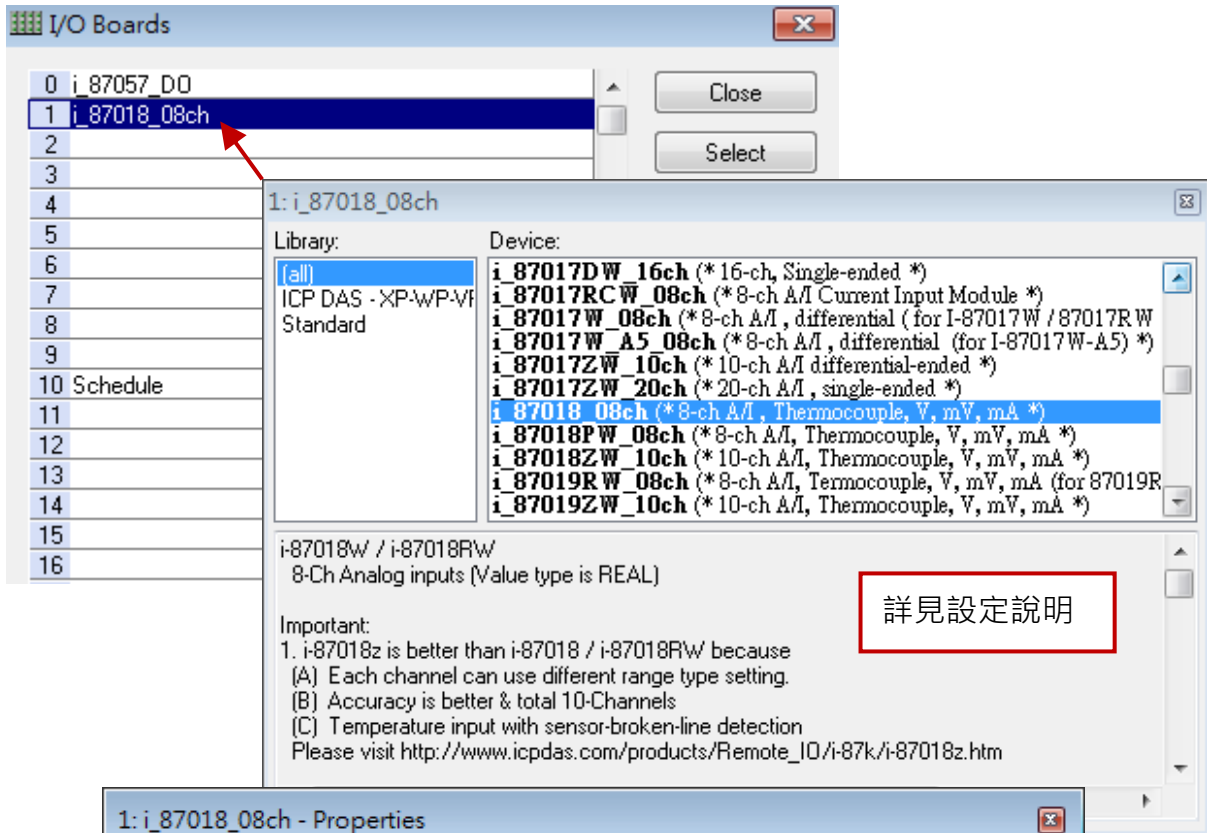 I/O Boards
0 i_87057_DO
1 i_87018_08ch
2
3
4
5
6
7
8
9
10 Schedule
11
12
13
14
15
16
Close
Select
1: i_87018_08ch
Library:
(all)
ICP DAS - XP-WP-VF
Standard
Device:
i_87017DW_16ch (* 16-ch, Single-ended *)
i_87017RCW_08ch (* 8-ch A/I Current Input Module *)
i_87017W_08ch (* 8-ch A/I , differential ( for I-87017W / 87017RW
i_87017W_A5_08ch (* 8-ch A/I , differential (for I-87017W-A5) *)
i_87017ZW_10ch (* 10-ch A/I differential-ended *)
i_87017ZW_20ch (* 20-ch A/I , single-ended *)
i_87018_08ch (* 8-ch A/I , Thermocouple, V, mV, mA *)
i_87018PW_08ch (* 8-ch A/I, Thermocouple, V, mV, mA *)
i_87018ZW_10ch (* 10-ch A/I, Thermocouple, V, mV, mA *)
i_87019RW_08ch (* 8-ch A/I, Termocouple, V, mV, mA (for 87019R
i_87019ZW_10ch (* 10-ch A/I, Thermocouple, V, mV, mA *)
i-87018W / i-87018RW
8-Ch Analog inputs (Value type is REAL)
Important:
1. i-87018z is better than i-87018 / i-87018RW because
(A) Each channel can use different range type setting.
(B) Accuracy is better & total 10-Channels
(C) Temperature input with sensor-broken-line detection
Please visit http://www.icpdas.com/products/Remote_IO/i-87k/i-87018z.htm
詳見設定說明
1: i_87018_08ch - Properties